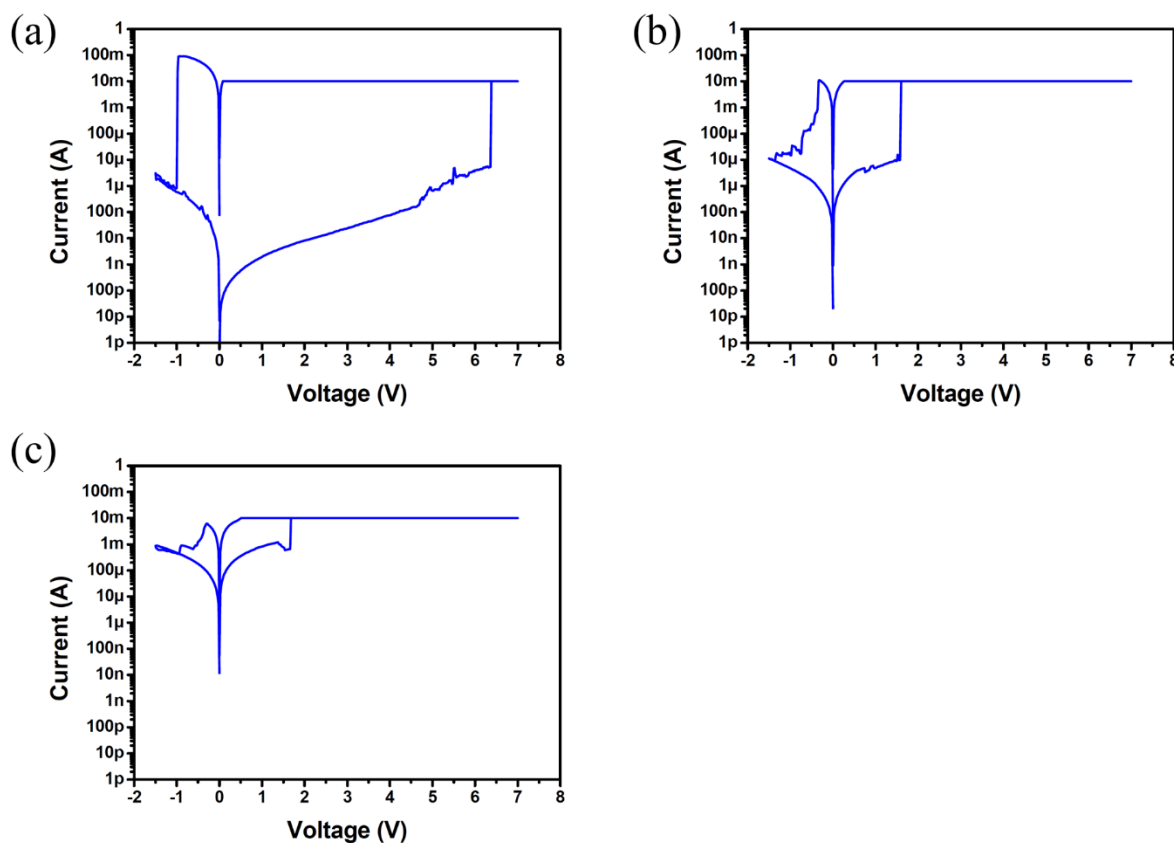 (a)
1
100m
10m
1m
100µ
10µ
1µ
100n
10n
1n
100p
10p
1p
Current (A)
-2 -1 0 1 2 3 4 5 6 7 8
Voltage (V)
(b)
1
100m
10m
1m
100µ
10µ
1µ
100n
10n
1n
100p
10p
1p
Current (A)
-2 -1 0 1 2 3 4 5 6 7 8
Voltage (V)
(c)
1
100m
10m
1m
100µ
10µ
1µ
100n
10n
1n
100p
10p
1p
Current (A)
-2 -1 0 1 2 3 4 5 6 7 8
Voltage (V)